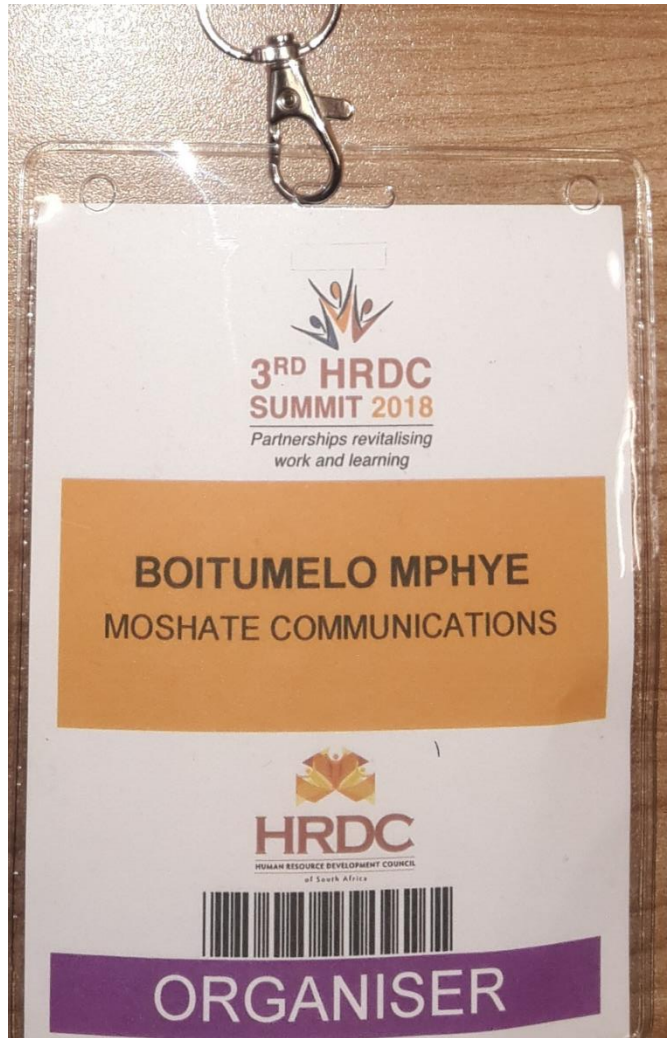 3RD HRDC
SUMMIT 2018
Partnerships revitalising
work and learning
BOITUMELO MPHYE
MOSHATE COMMUNICATIONS
HRDC
HUMAN RESOURCE DEVELOPMENT COUNCIL
of South Africa
ORGANISER